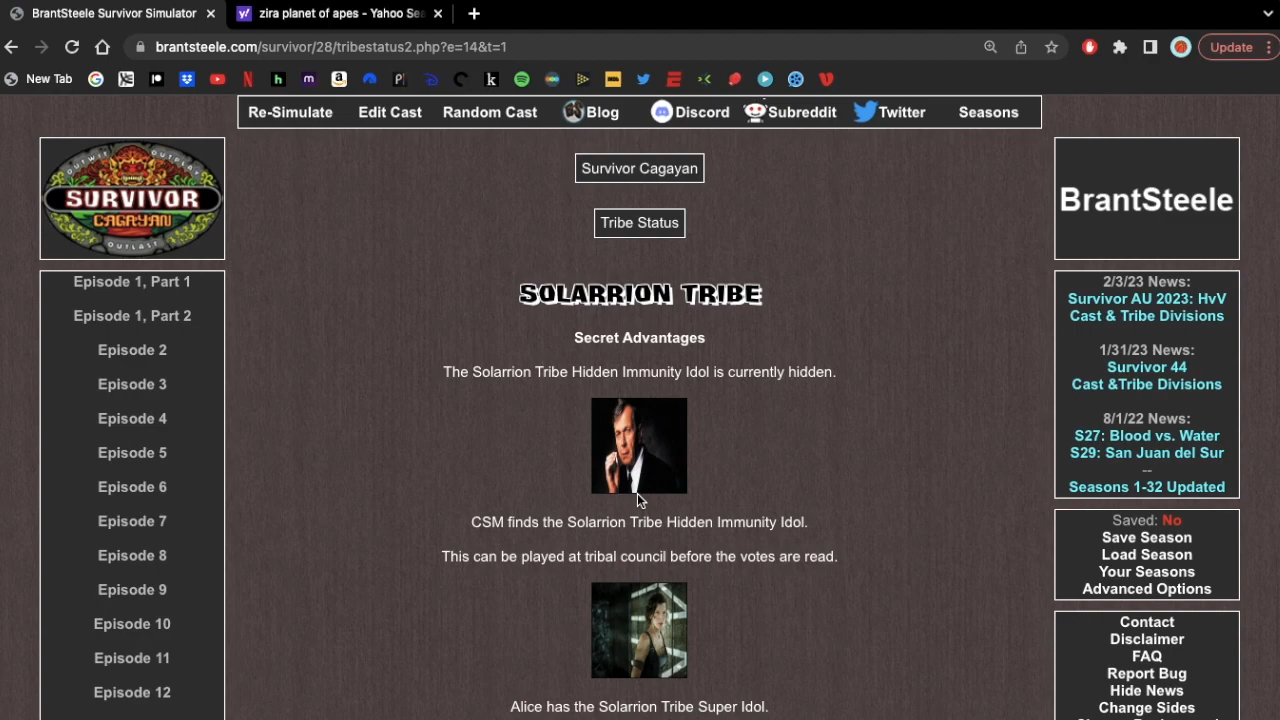 BrantSteele Survivor Simulator
zira planet of apes - Yahoo Sea
brantsteele.com/survivor/28/tribestatus2.php?e=14&t=1
Update
New Tab
Re-Simulate
Edit Cast
Random Cast
Blog
Discord
Subreddit
Twitter
Seasons
OUTWIT OUTPLAY
SURVIVOR
CAGAYAN
OUTLAST
Episode 1, Part 1
Episode 1, Part 2
Episode 2
Episode 3
Episode 4
Episode 5
Episode 6
Episode 7
Episode 8
Episode 9
Episode 10
Episode 11
Episode 12
Survivor Cagayan
Tribe Status
SOLARRION TRIBE
Secret Advantages
The Solarrion Tribe Hidden Immunity Idol is currently hidden.
CSM finds the Solarrion Tribe Hidden Immunity Idol.
This can be played at tribal council before the votes are read.
Alice has the Solarrion Tribe Super Idol.
BrantSteele
2/3/23 News:
Survivor AU 2023: HvV
Cast & Tribe Divisions
1/31/23 News:
Survivor 44
Cast &Tribe Divisions
8/1/22 News:
S27: Blood vs. Water
S29: San Juan del Sur
--
Seasons 1-32 Updated
Saved: No
Save Season
Load Season
Your Seasons
Advanced Options
Contact
Disclaimer
FAQ
Report Bug
Hide News
Change Sides